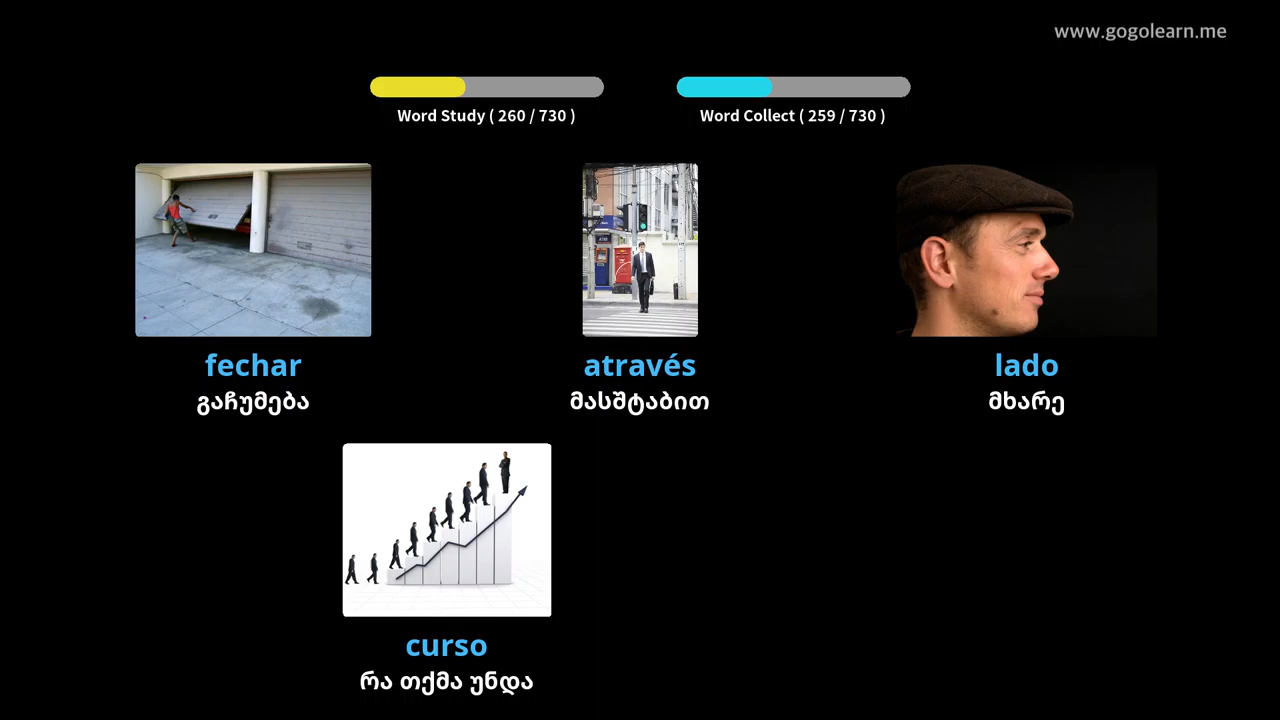 www.gogolearn.me
Word Study ( 260 / 730 )
Word Collect ( 259 / 730 )
fechar
გაჩუმება
através
მასშტაბით
lado
მხარე
curso
რა თქმა უნდა